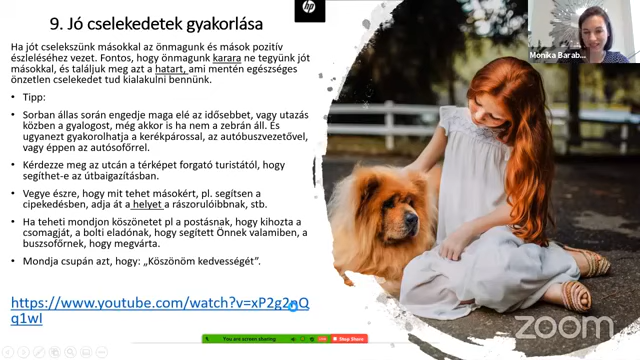 hp
Monika Barab...
9. Jó cselekedetek gyakorlása
Ha jót cselekszünk másokkal az önmagunk és mások pozitív
észleléséhez vezet. Fontos, hogy önmagunk karara ne tegyünk jót
másokkal, és találjuk meg azt a hatart, ami mentén egészséges
önzetlen cselekedet tud kialakulni bennünk.
• Tipp:
• Sorban állas során engedje maga elé az idősebbet, vagy utazás
közben a gyalogost, még akkor is ha nem a zebrán áll. És
ugyanezt gyakorolhatja a kerékpárossal, az autóbuszvezetővel,
vagy éppen az autósofőrrel.
• Kérdezze meg az utcán a térképet forgató turistától, hogy
segíthet-e az útbaigazításban.
• Vegye észre, hogy mit tehet másokért, pl. segítsen a
cipekedésben, adja át a helyet a rászorulóibbnak, stb.
• Ha teheti mondjon köszönetet pl a postásnak, hogy kihozta a
csomagját, a bolti eladónak, hogy segített Önnek valamiben, a
buszsofőrnek, hogy megvárta.
• Mondja csupán azt, hogy: „Köszönöm kedvességét".
https://www.youtube.com/watch?v=xP2g2nQ
q1wI
You are screen sharing
Stop Share
zoom